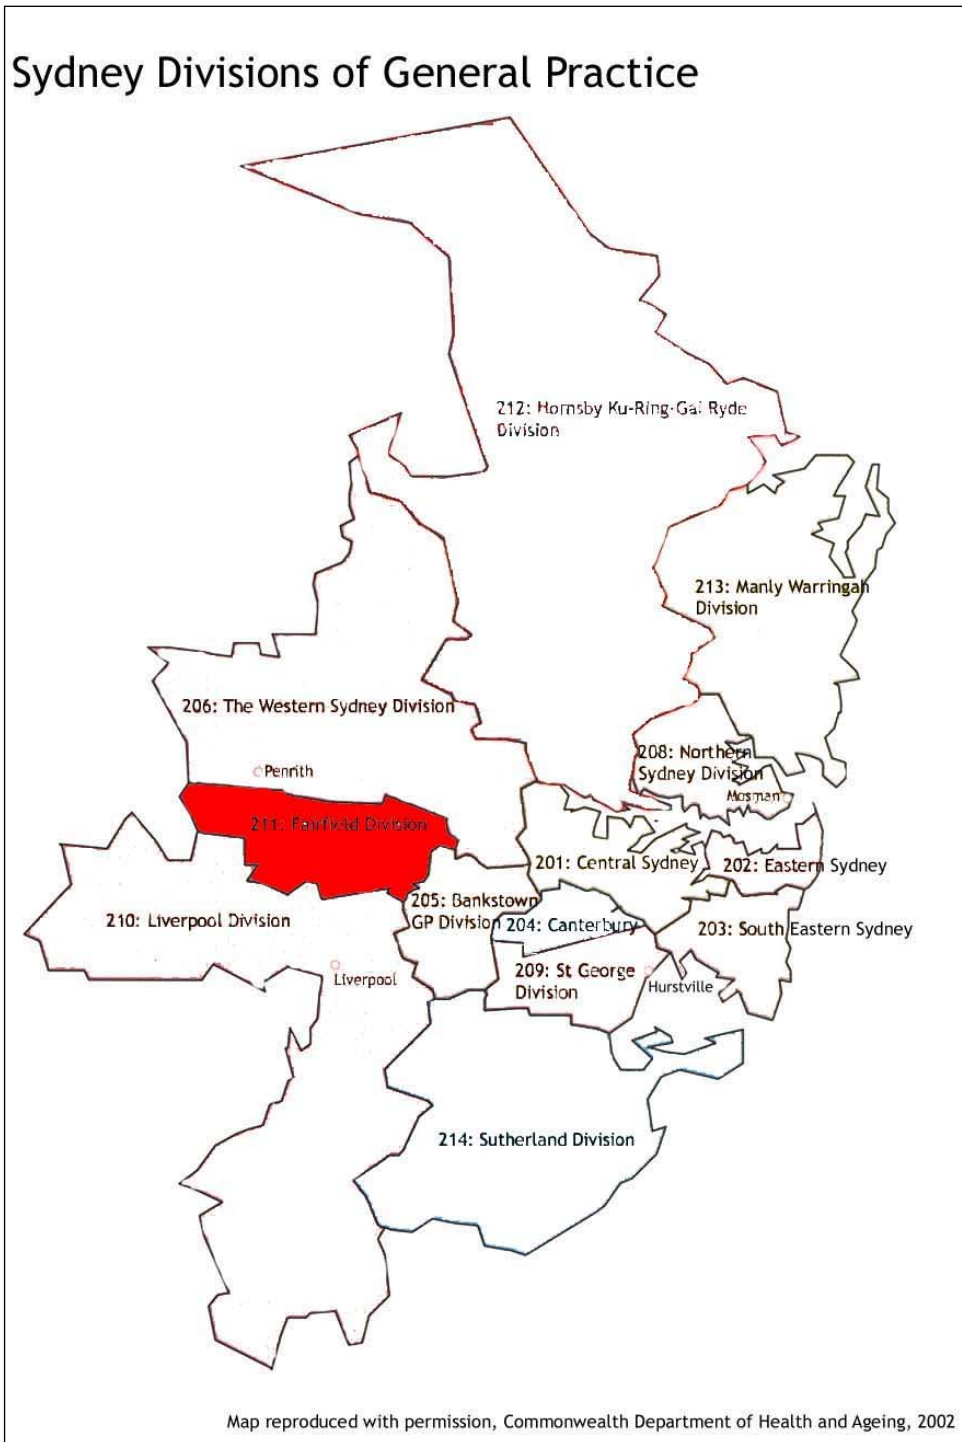 Sydney Divisions of General Practice
212: Hornsby Ku-Ring-Gai Ryde
Division
213: Manly Warringah
Division
206: The Western Sydney Division
208: Northern
Sydney Division
Penrith
Mosman
211: Fairfield Division
201: Central Sydney
202: Eastern Sydney
205: Bankstown
GP Division
210: Liverpool Division
204: Canterbury
203: South Eastern Sydney
209: St George
Division
Liverpool
Hurstville
214: Sutherland Division
Map reproduced with permission, Commonwealth Department of Health and Ageing, 2002